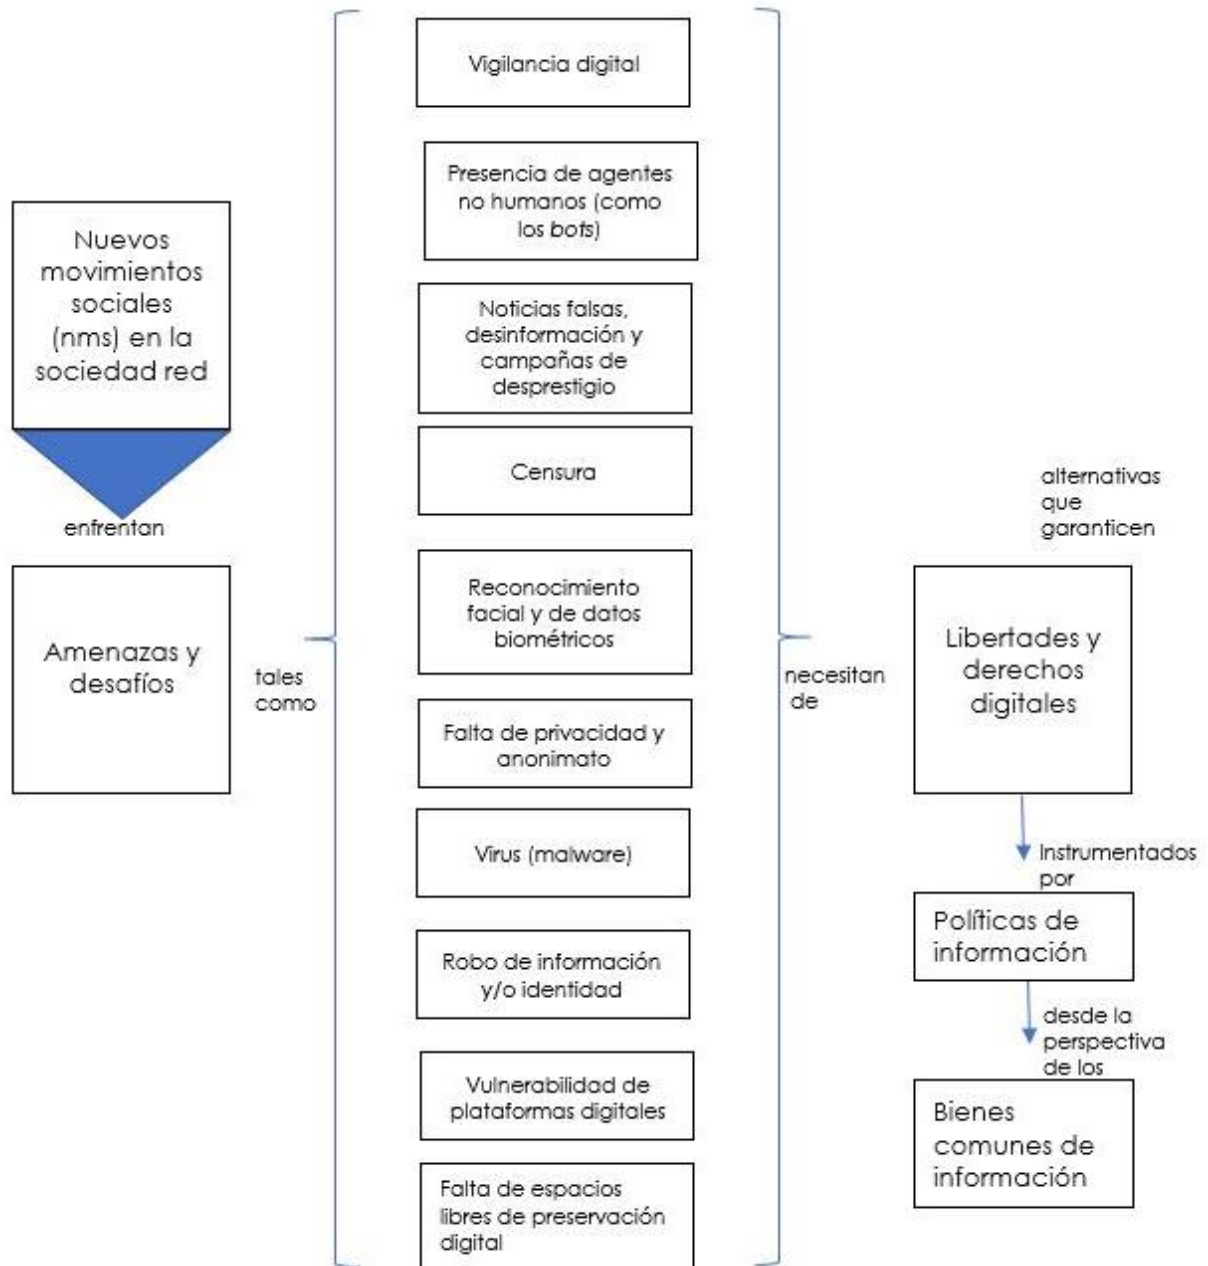 Nuevos
movimientos
sociales
(nms) en la
sociedad red
enfrentan
Amenazas y
desafíos
tales
como
Vigilancia digital
Presencia de agentes
no humanos (como
los bots)
Noticias falsas,
desinformación y
campañas de
desprestigio
Censura
Reconocimiento
facial y de datos
biométricos
Falta de privacidad y
anonimato
Virus (malware)
Robo de información
y/o identidad
Vulnerabilidad de
plataformas digitales
Falta de espacios
libres de preservación
digital
necesitan
de
alternativas
que
garanticen
Libertades y
derechos
digitales
Instrumentados
por
Políticas de
información
desde la
perspectiva
de los
Bienes
comunes de
información